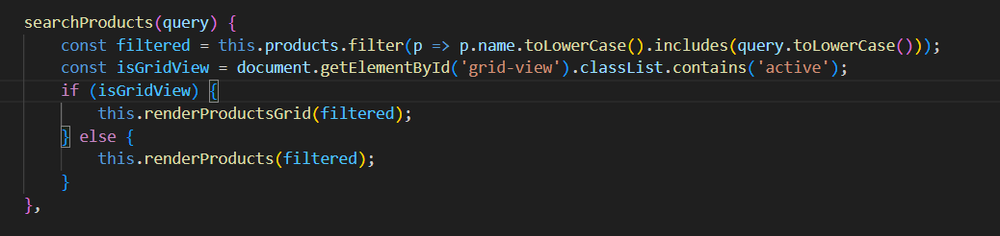 searchProducts(query) {
    const filtered = this.products.filter(p => p.name.toLowerCase().includes(query.toLowerCase()));
    const isGridView = document.getElementById('grid-view').classList.contains('active');
    if (isGridView) {
        this.renderProductsGrid(filtered);
    } else {
        this.renderProducts(filtered);
    }
},